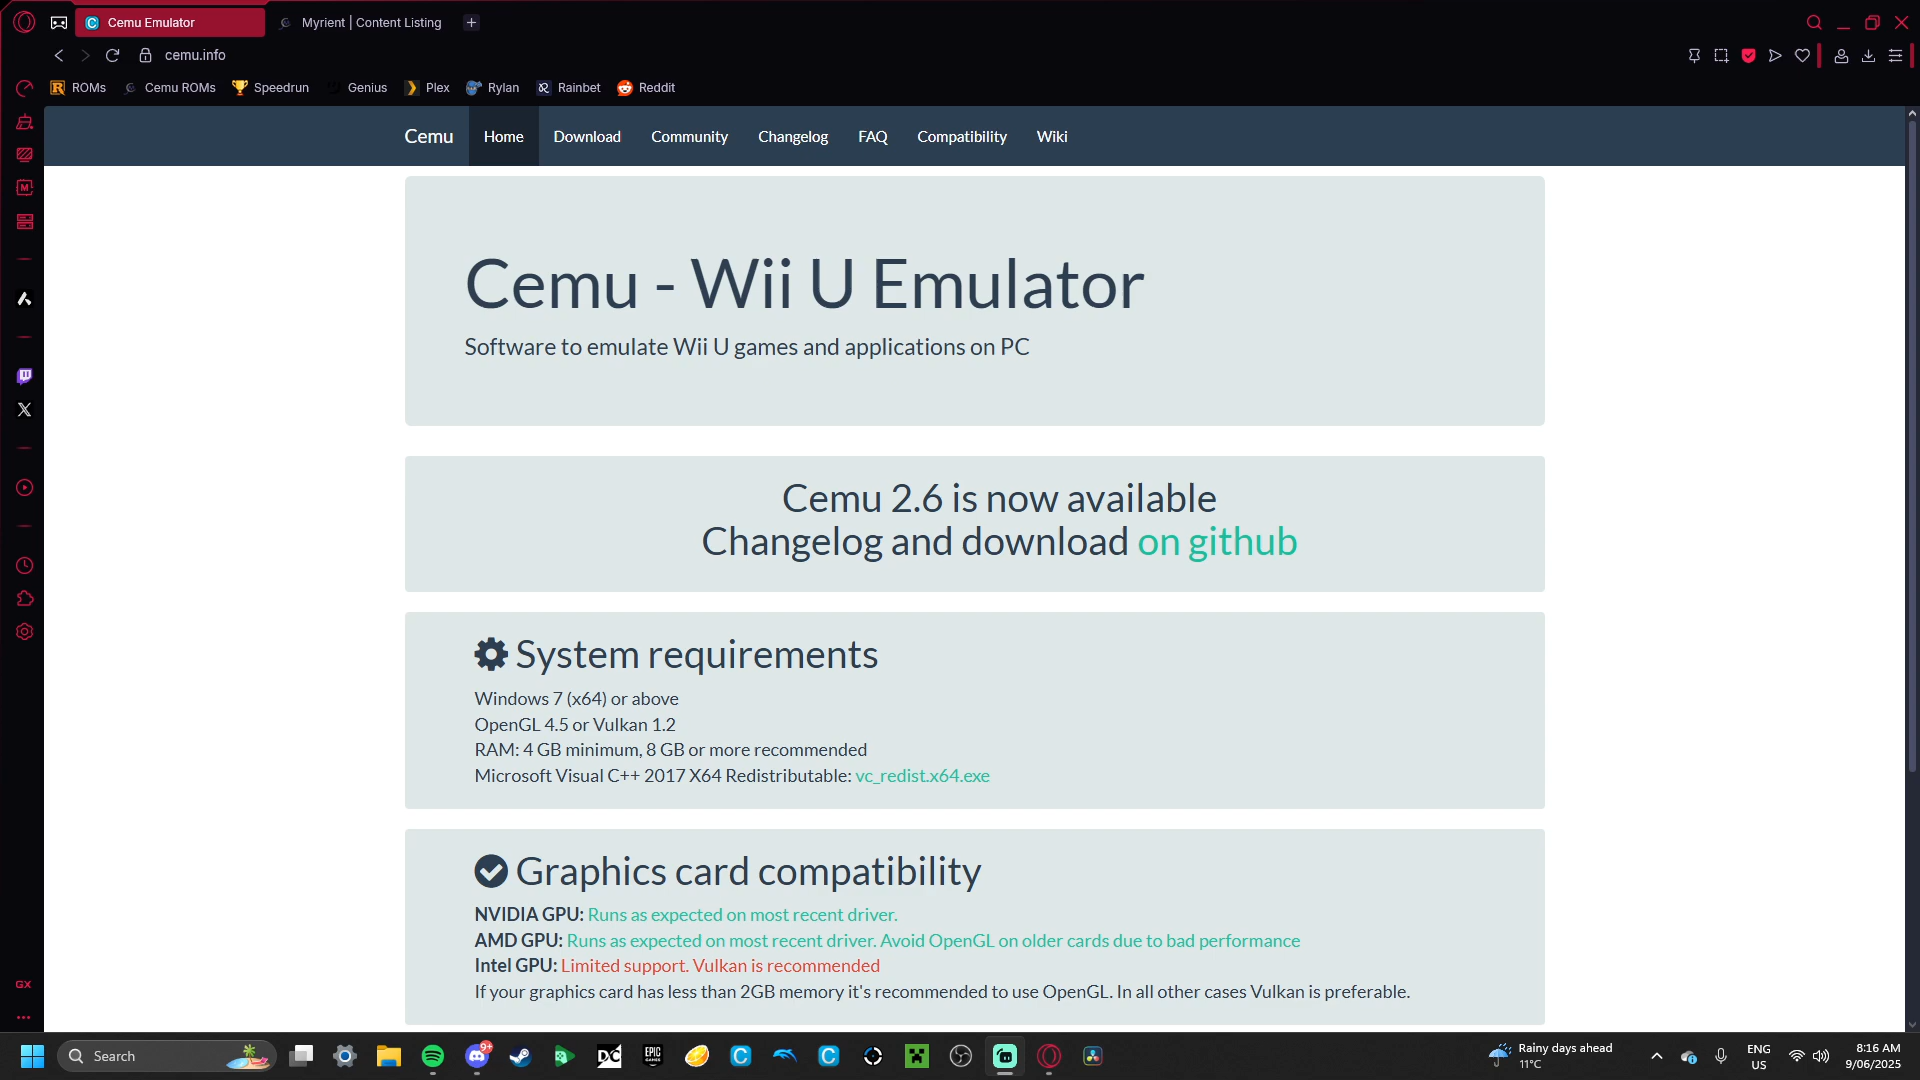 Cemu Emulator
Myrient | Content Listing
cemu.info
ROMs
Cemu ROMs
Speedrun
Genius
Plex
Rylan
Rainbet
Reddit
Cemu
Home
Download
Community
Changelog
FAQ
Compatibility
Wiki
Cemu - Wii U Emulator
Software to emulate Wii U games and applications on PC
Cemu 2.6 is now available
Changelog and download on github
System requirements
Windows 7 (x64) or above
OpenGL 4.5 or Vulkan 1.2
RAM: 4 GB minimum, 8 GB or more recommended
Microsoft Visual C++ 2017 X64 Redistributable: vc_redist.x64.exe
Graphics card compatibility
NVIDIA GPU: Runs as expected on most recent driver.
AMD GPU: Runs as expected on most recent driver. Avoid OpenGL on older cards due to bad performance
Intel GPU: Limited support. Vulkan is recommended
If your graphics card has less than 2GB memory it's recommended to use OpenGL. In all other cases Vulkan is preferable.
GX
Search
9+
DC
EPIC
GAMES
Rainy days ahead
11°C
ENG
US
8:16 AM
9/06/2025